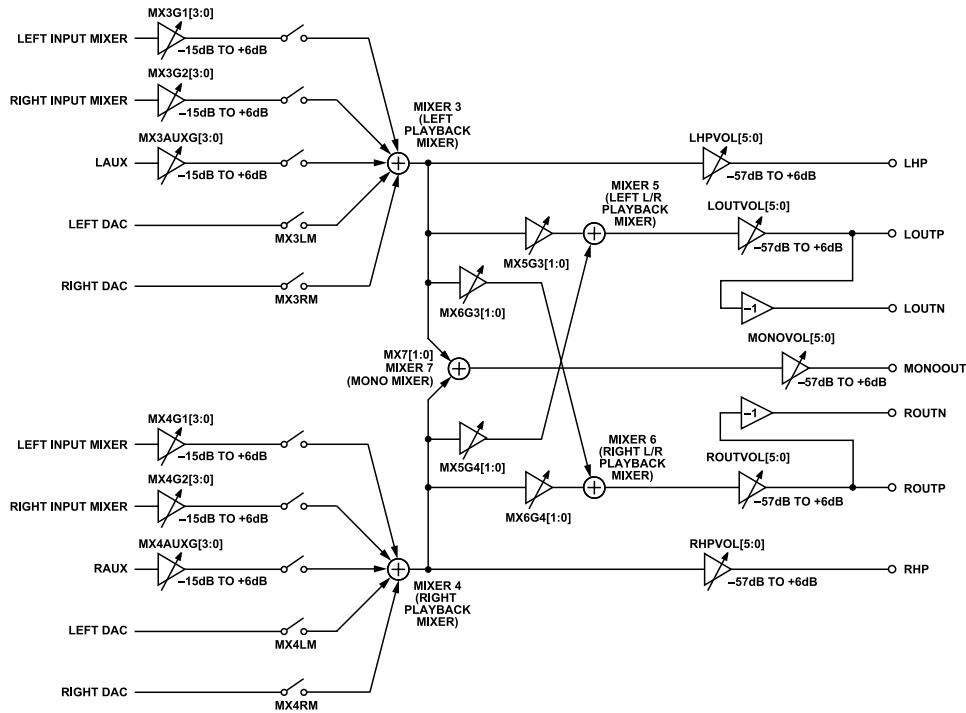 MX3G1[3:0]
LEFT INPUT MIXER
–15dB TO +6dB
MX3G2[3:0]
RIGHT INPUT MIXER
–15dB TO +6dB
MX3AUXG[3:0]
LAUX
–15dB TO +6dB
LEFT DAC
MX3LM
RIGHT DAC
MX3RM
MIXER 3
(LEFT
PLAYBACK
MIXER)
LHPVOL[5:0]
–57dB TO +6dB
LHP
MIXER 5
(LEFT L/R
PLAYBACK
MIXER)
LOUTVOL[5:0]
–57dB TO +6dB
LOUTP
MX5G3[1:0]
MX6G3[1:0]
–1
LOUTN
MX7[1:0]
MIXER 7
(MONO MIXER)
MONOVOL[5:0]
–57dB TO +6dB
MONOOUT
–1
ROUTN
MX5G4[1:0]
MIXER 6
(RIGHT L/R
PLAYBACK
MIXER)
ROUTVOL[5:0]
–57dB TO +6dB
ROUTP
MX6G4[1:0]
MX4G1[3:0]
LEFT INPUT MIXER
–15dB TO +6dB
MX4G2[3:0]
RIGHT INPUT MIXER
–15dB TO +6dB
MX4AUXG[3:0]
RAUX
–15dB TO +6dB
MIXER 4
(RIGHT
PLAYBACK
MIXER)
RHPVOL[5:0]
–57dB TO +6dB
RHP
LEFT DAC
MX4LM
RIGHT DAC
MX4RM